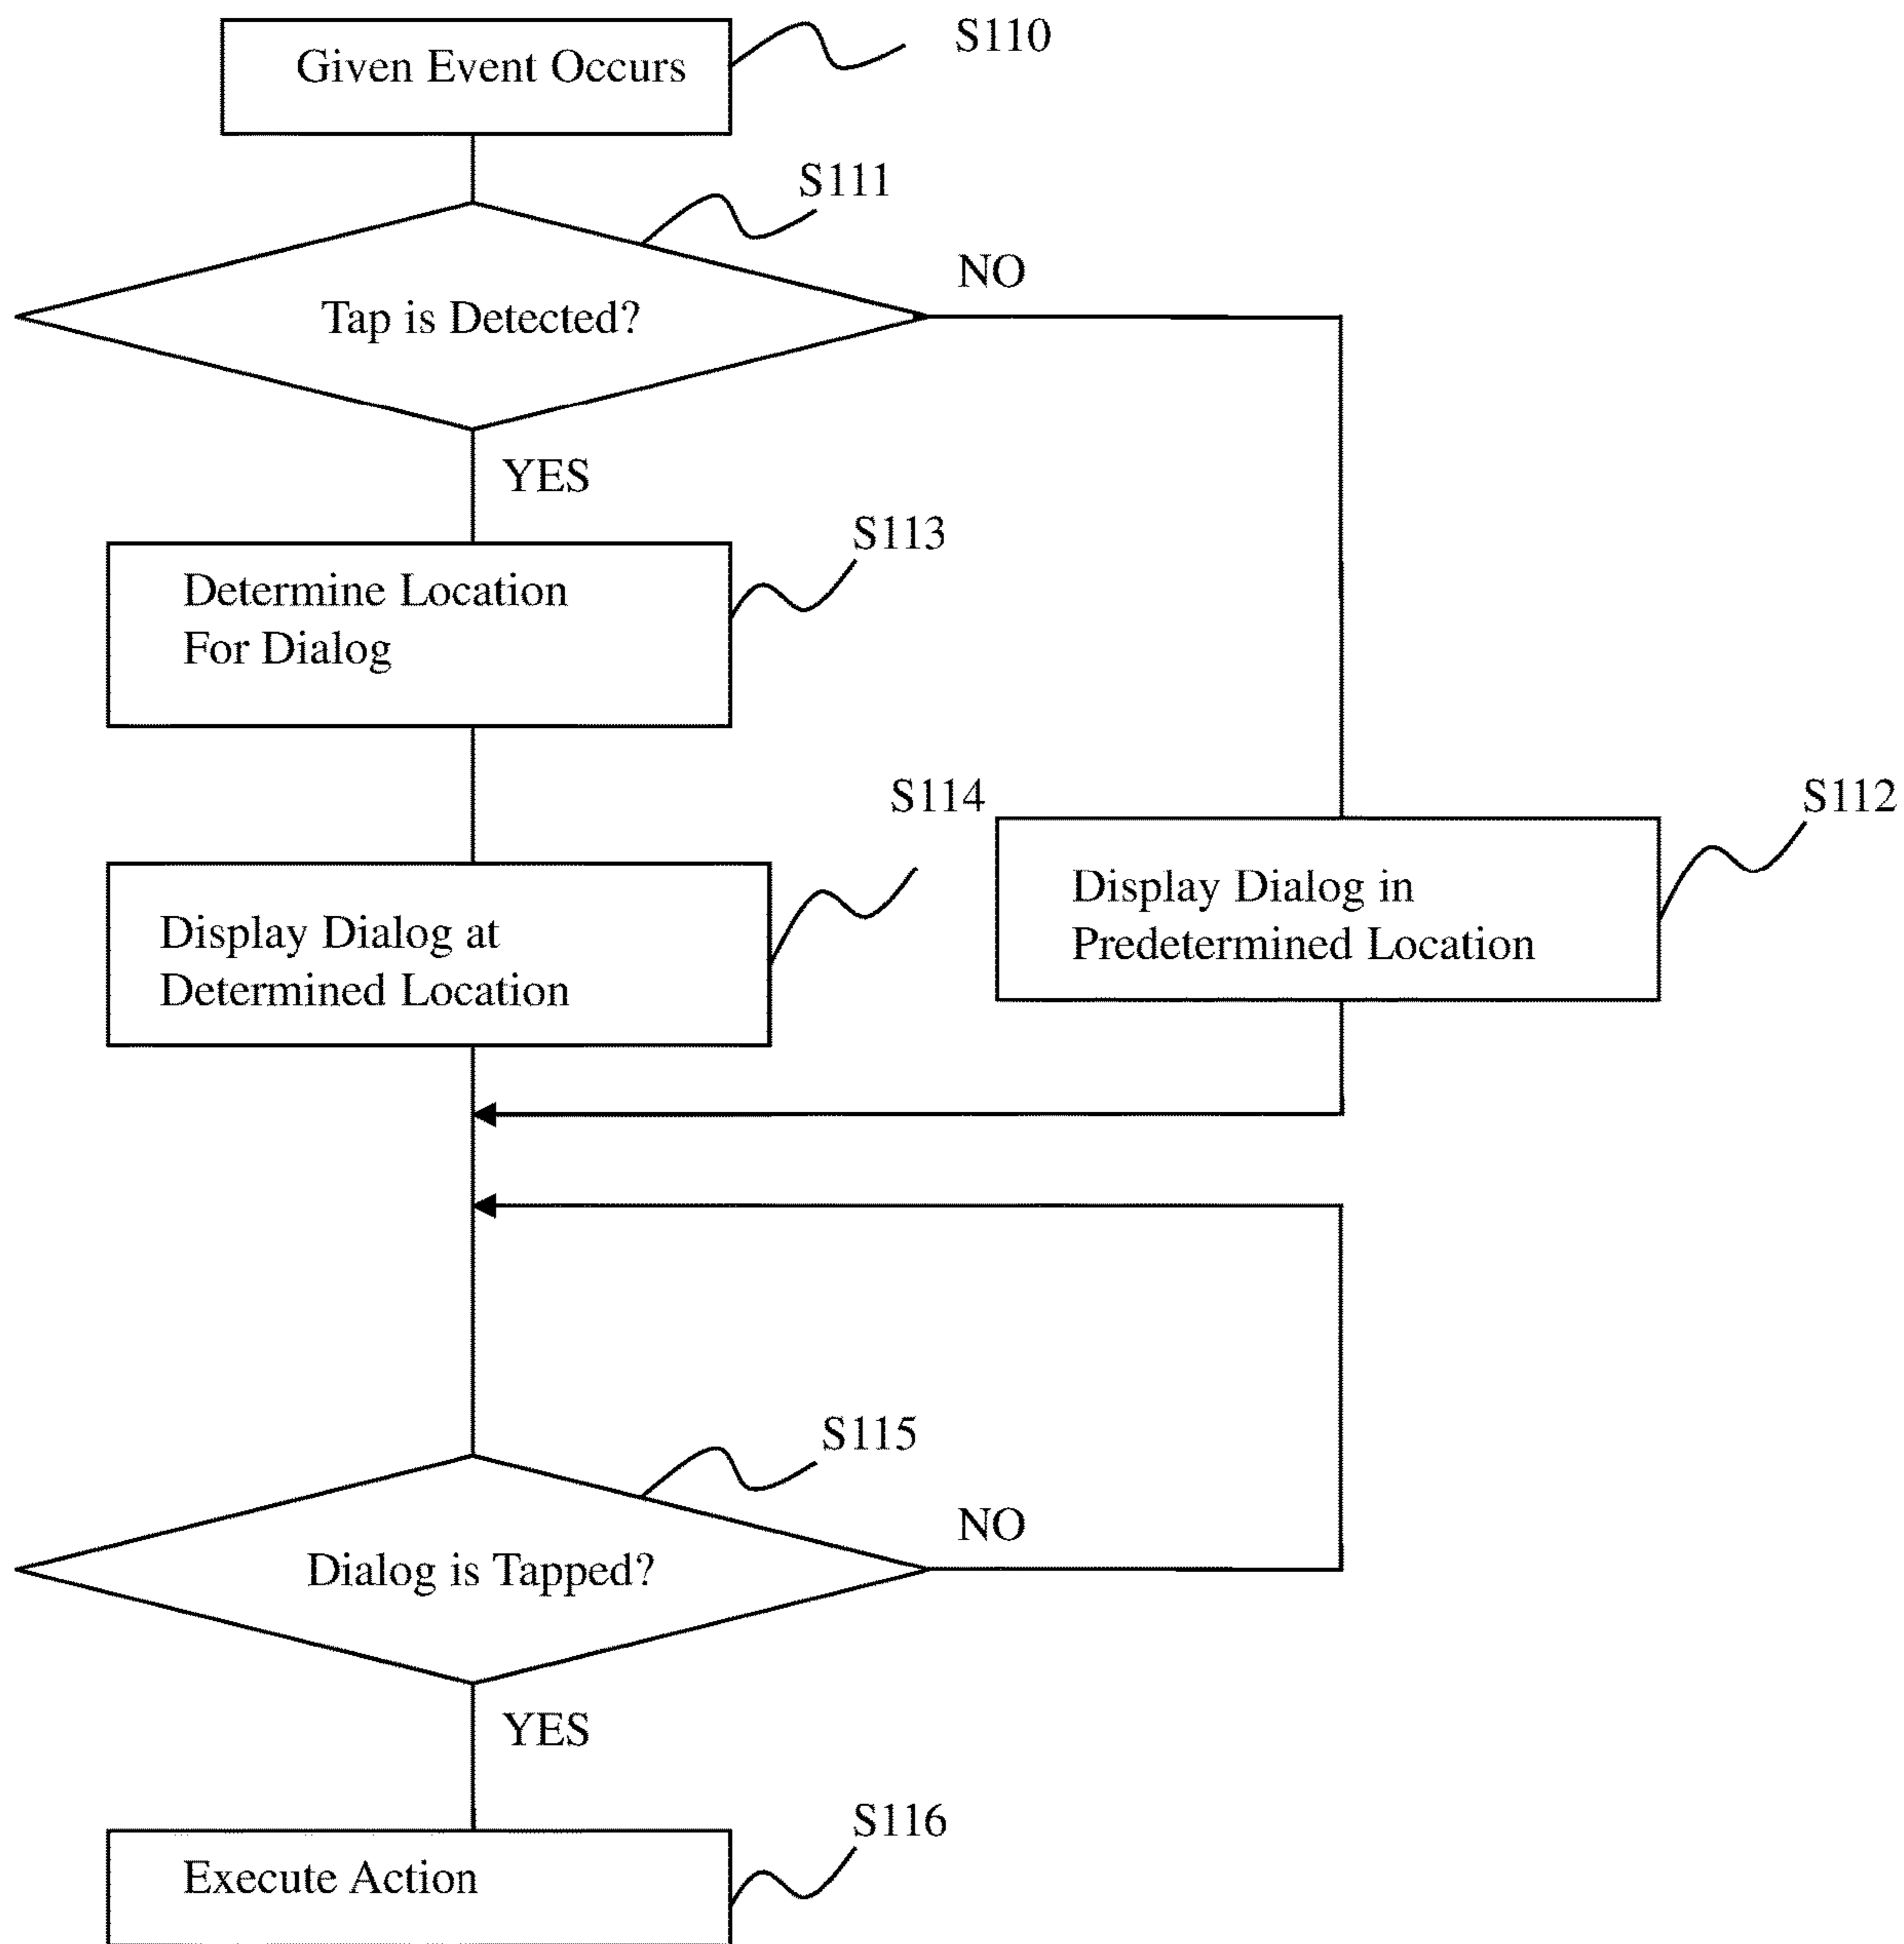 Given Event Occurs
S110
S111
Tap is Detected?
NO
YES
S113
Determine Location
For Dialog
S114
Display Dialog at
Determined Location
S112
Display Dialog in
Predetermined Location
S115
Dialog is Tapped?
NO
YES
S116
Execute Action